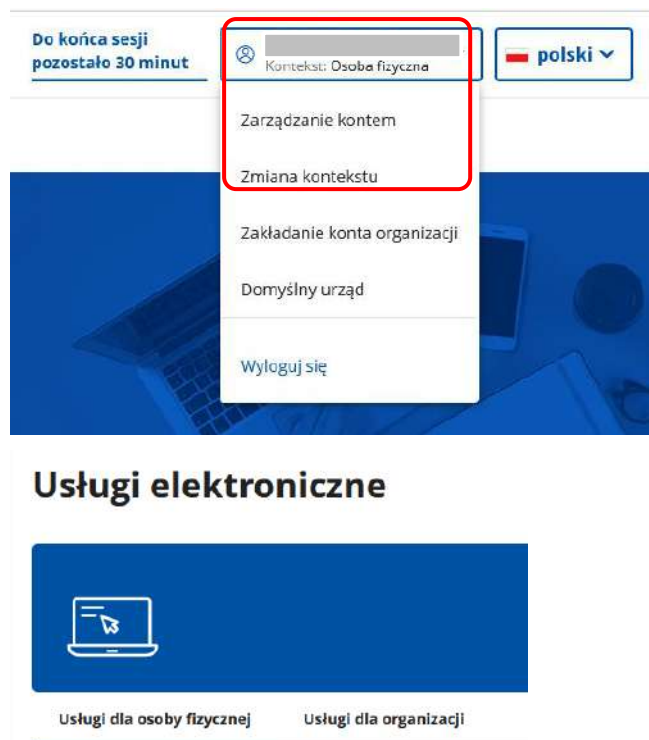 Do końca sesji
pozostało 30 minut
Kontekst: Osoba fizyczna
polski
Zarządzanie kontem
Zmiana kontekstu
Zakładanie konta organizacji
Domyślny urząd
Wyloguj się
Usługi elektroniczne
Usługi dla osoby fizycznej
Usługi dla organizacji